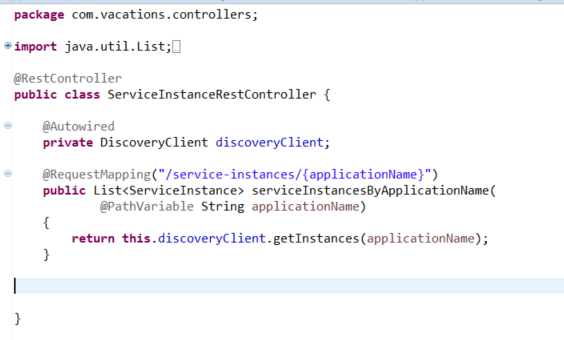 package com.vacations.controllers;
import java.util.List;
@RestController
public class ServiceInstanceRestController {
@Autowired
private DiscoveryClient discoveryClient;
@RequestMapping("/service-instances/{applicationName}")
public List<ServiceInstance> serviceInstancesByApplicationName(
@PathVariable String applicationName)
{
return this.discoveryClient.getInstances(applicationName);
}
}